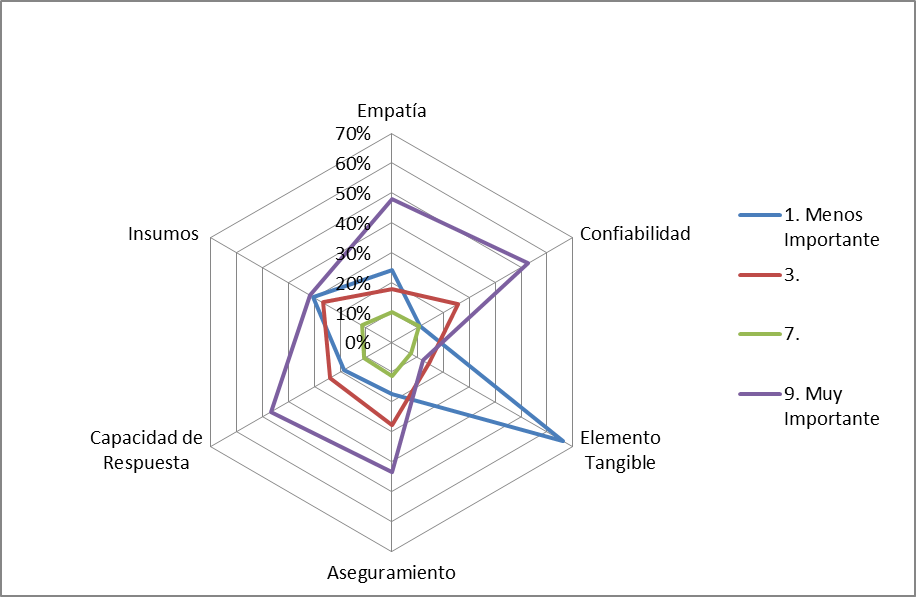 Empatía
70%
60%
50%
40%
30%
20%
10%
0%
Confiabilidad
Elemento
Tangible
Aseguramiento
Capacidad de
Respuesta
Insumos
1. Menos
Importante
3.
7.
9. Muy
Importante